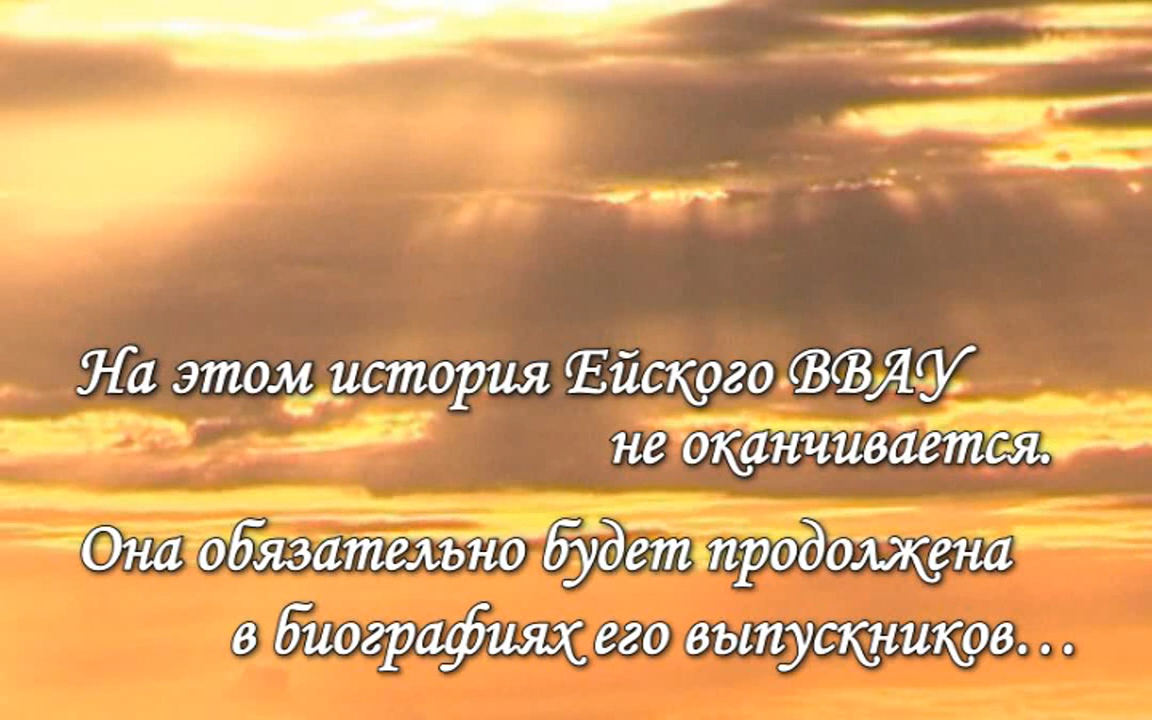 На этом история Ейского ВВАУ
не оканчивается.
Она обязательно будет продолжена
в биографиях его выпускников...